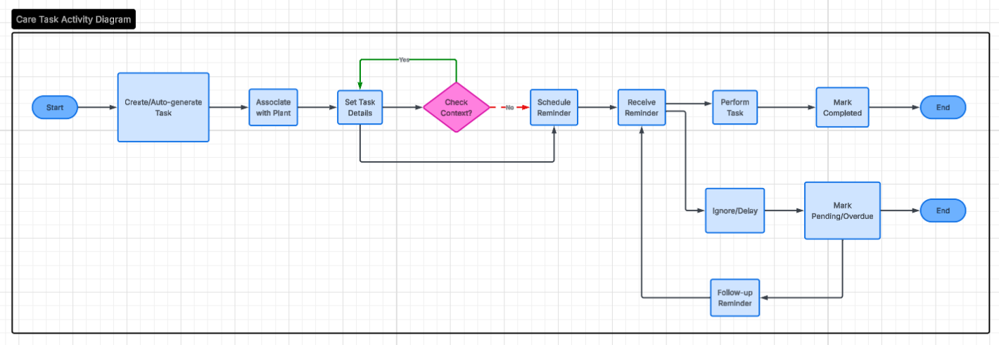 Care Task Activity Diagram
Yes
Start
Create/Auto-generate
Task
Associate
with Plant
Set Task
Details
Check
Context?
No
Schedule
Reminder
Receive
Reminder
Perform
Task
Mark
Completed
End
Ignore/Delay
Mark
Pending/Overdue
End
Follow-up
Reminder